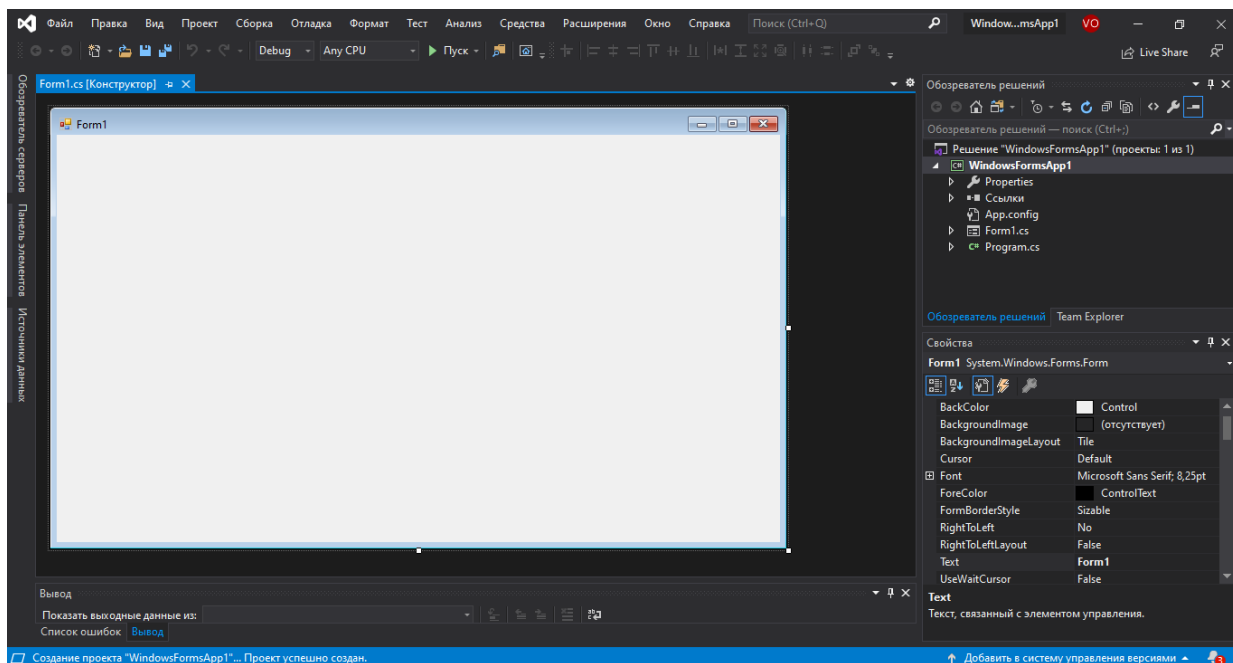 Файл Правка Вид Проект Сборка Отладка Формат Тест Анализ Средства Расширения Окно Справка Поиск (Ctrl+Q) Window...msApp1 VO
Debug Any CPU Пуск Live Share
Обозреватель серверов
Панель элементов
Источники данных
Form1.cs [Конструктор]
Form1
Обозреватель решений
Обозреватель решений — поиск (Ctrl+;)
Решение "WindowsFormsApp1" (проекты: 1 из 1)
C# WindowsFormsApp1
Properties
Ссылки
App.config
Form1.cs
C# Program.cs
Обозреватель решений Team Explorer
Свойства
Form1 System.Windows.Forms.Form
BackColor Control
BackgroundImage (отсутствует)
BackgroundImageLayout Tile
Cursor Default
Font Microsoft Sans Serif; 8,25pt
ForeColor ControlText
FormBorderStyle Sizable
RightToLeft No
RightToLeftLayout False
Text Form1
UseWaitCursor False
Text
Текст, связанный с элементом управления.
Вывод
Показать выходные данные из:
Список ошибок Вывод
Создание проекта "WindowsFormsApp1"... Проект успешно создан. Добавить в систему управления версиями 3